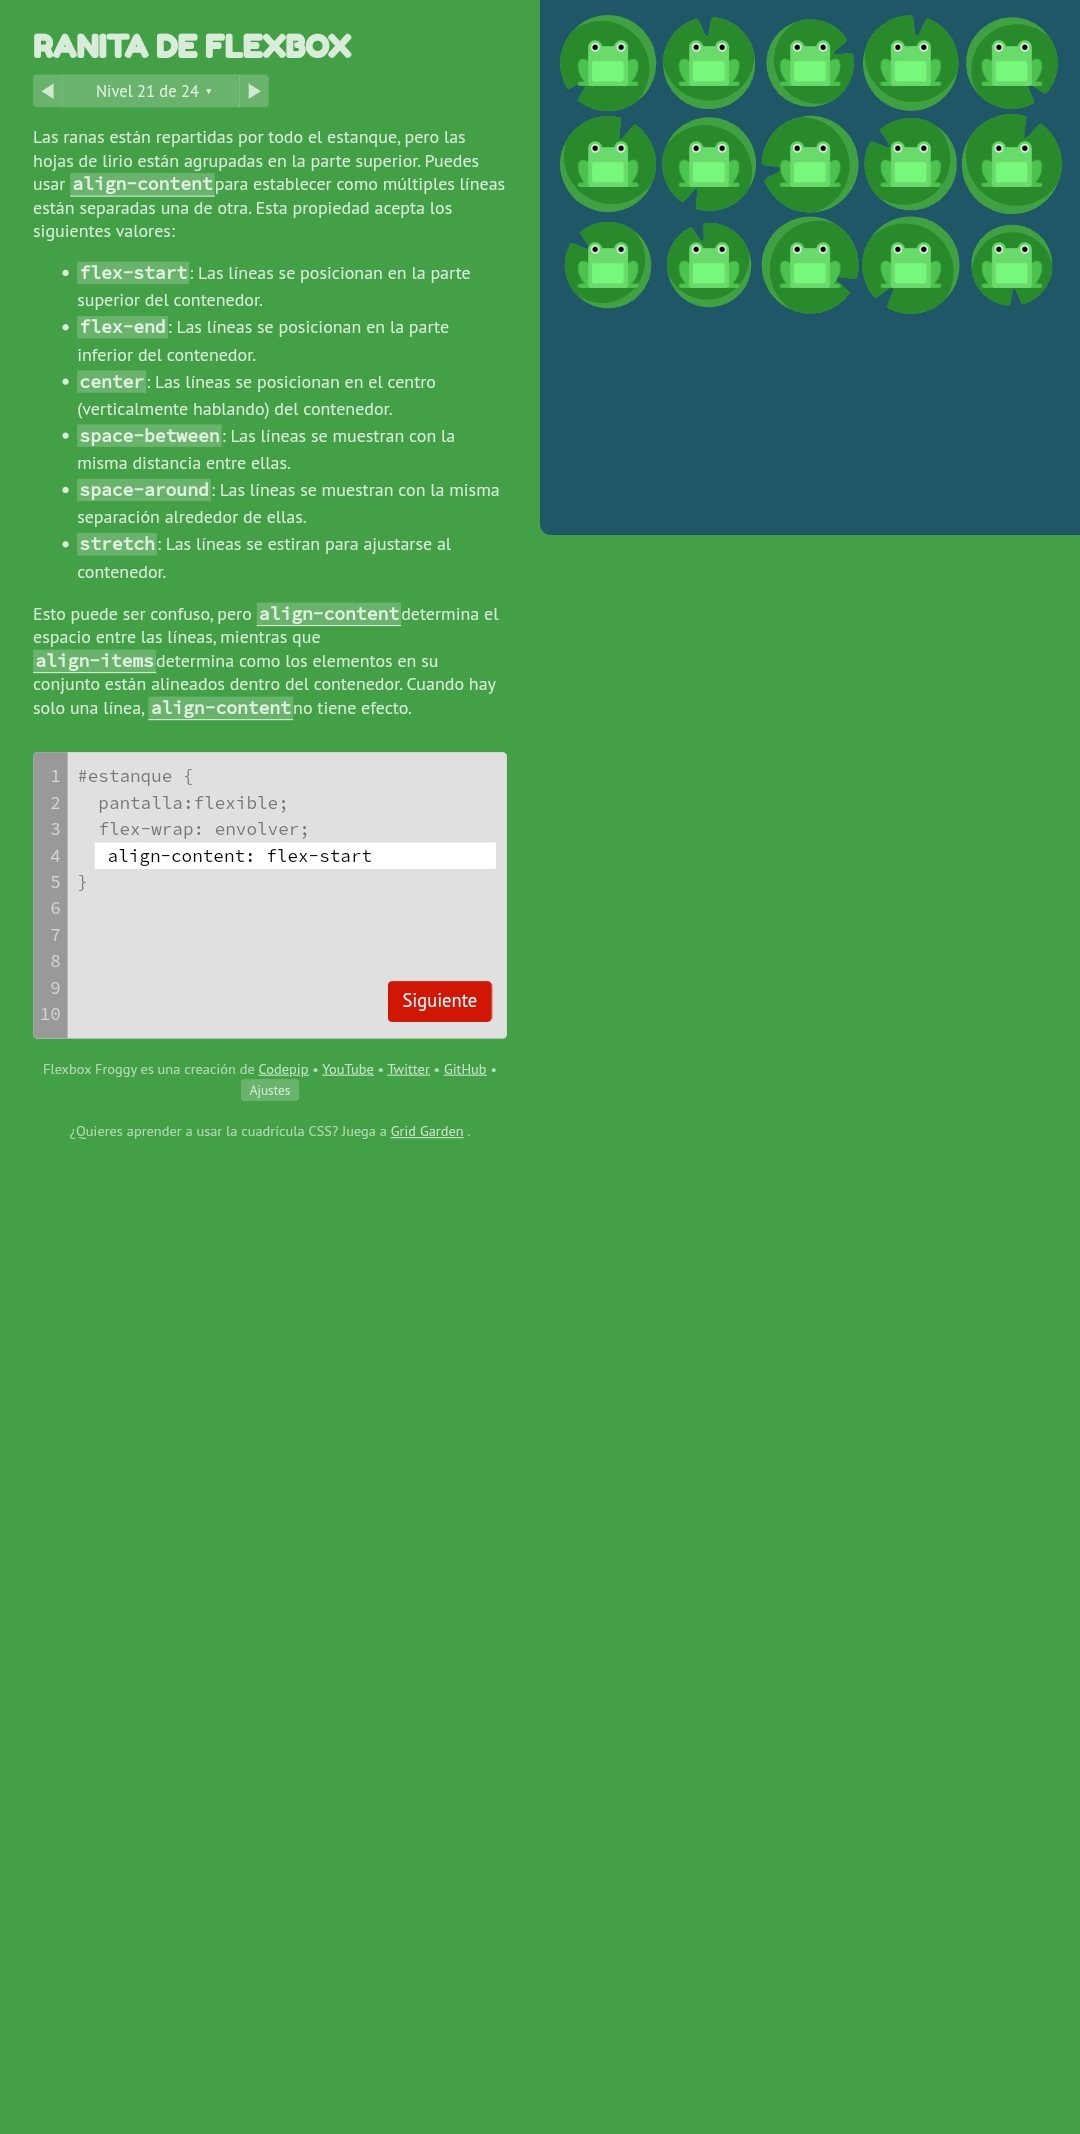 RANITA DE FLEXBOX
◀ Nivel 21 de 24 ▾ ▶
Las ranas están repartidas por todo el estanque, pero las
hojas de lirio están agrupadas en la parte superior. Puedes
usar align-content para establecer como múltiples líneas
están separadas una de otra. Esta propiedad acepta los
siguientes valores:
• flex-start: Las líneas se posicionan en la parte
superior del contenedor.
• flex-end: Las líneas se posicionan en la parte
inferior del contenedor.
• center: Las líneas se posicionan en el centro
(verticalmente hablando) del contenedor.
• space-between: Las líneas se muestran con la
misma distancia entre ellas.
• space-around: Las líneas se muestran con la misma
separación alrededor de ellas.
• stretch: Las líneas se estiran para ajustarse al
contenedor.
Esto puede ser confuso, pero align-content determina el
espacio entre las líneas, mientras que
align-items determina como los elementos en su
conjunto están alineados dentro del contenedor. Cuando hay
solo una línea, align-content no tiene efecto.
1 #estanque {
2 pantalla:flexible;
3 flex-wrap: envolver;
4 align-content: flex-start
5 }
6
7
8
9
10
Siguiente
Flexbox Froggy es una creación de Codepip • YouTube • Twitter • GitHub •
Ajustes
¿Quieres aprender a usar la cuadrícula CSS? Juega a Grid Garden .